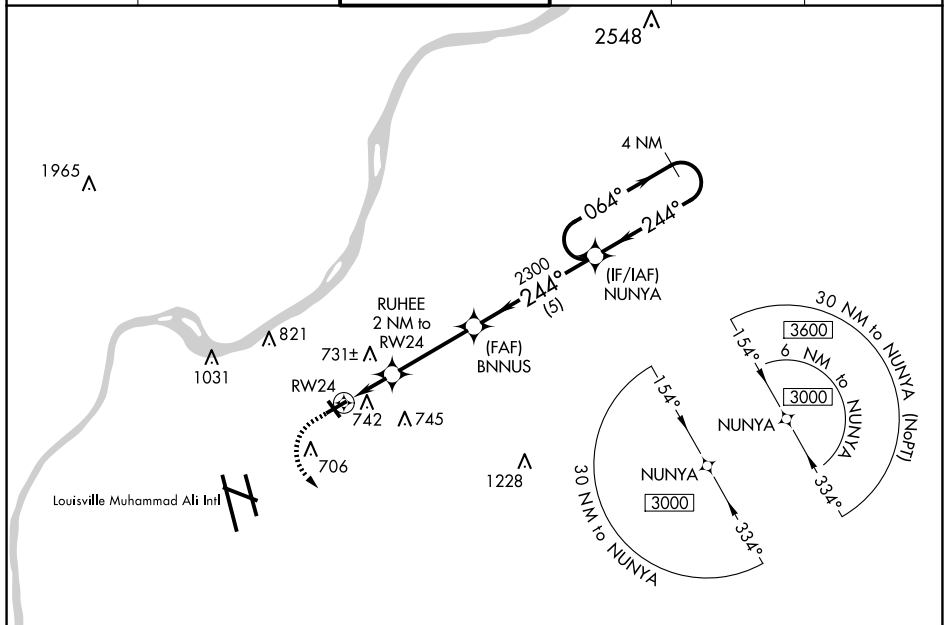 2548
1965
4 NM
064°
244°
2300
244°
(5)
(IF/IAF)
NUNYA
RUHEE
2 NM to
RW24
(FAF)
BNNUS
821
731±
1031
RW24
742
745
706
1228
Louisville Muhammad Ali Intl
30 NM to NUNYA (NoPT)
3600
154°
6 NM to NUNYA
3000
NUNYA
334°
154°
NUNYA
3000
334°
30 NM to NUNYA